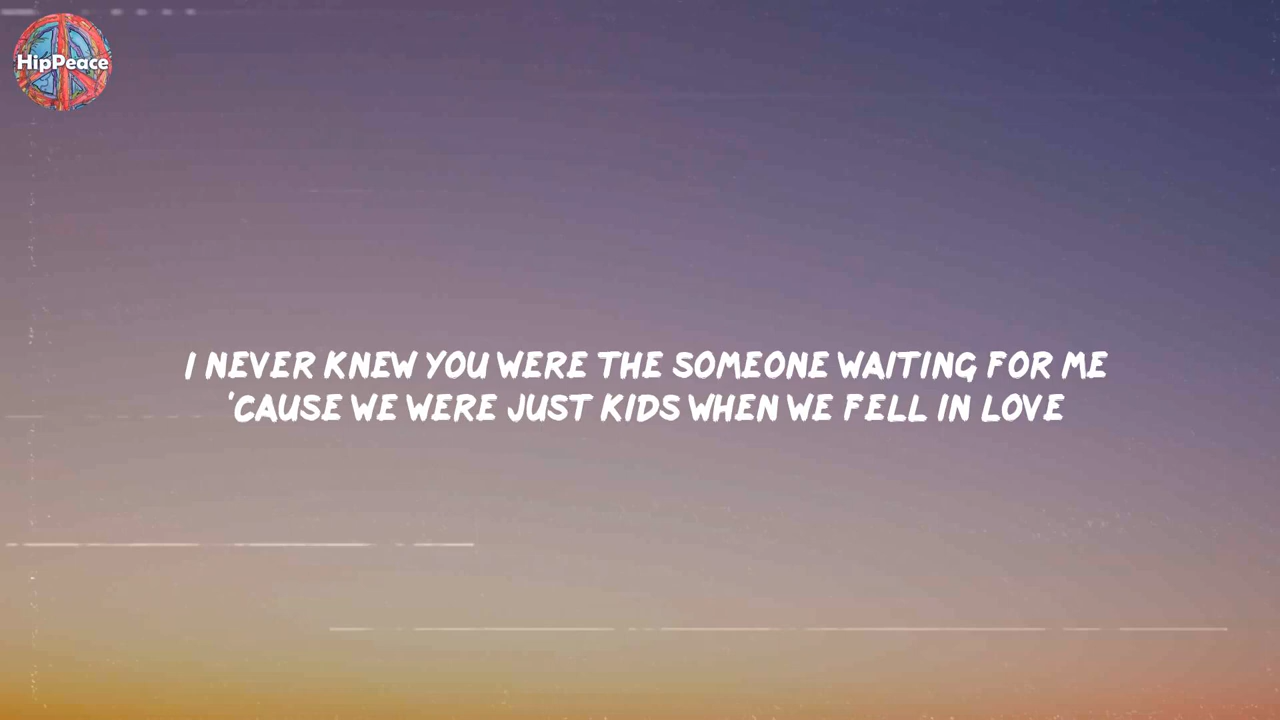 HipPeace
I NEVER KNEW YOU WERE THE SOMEONE WAITING FOR ME
'CAUSE WE WERE JUST KIDS WHEN WE FELL IN LOVE